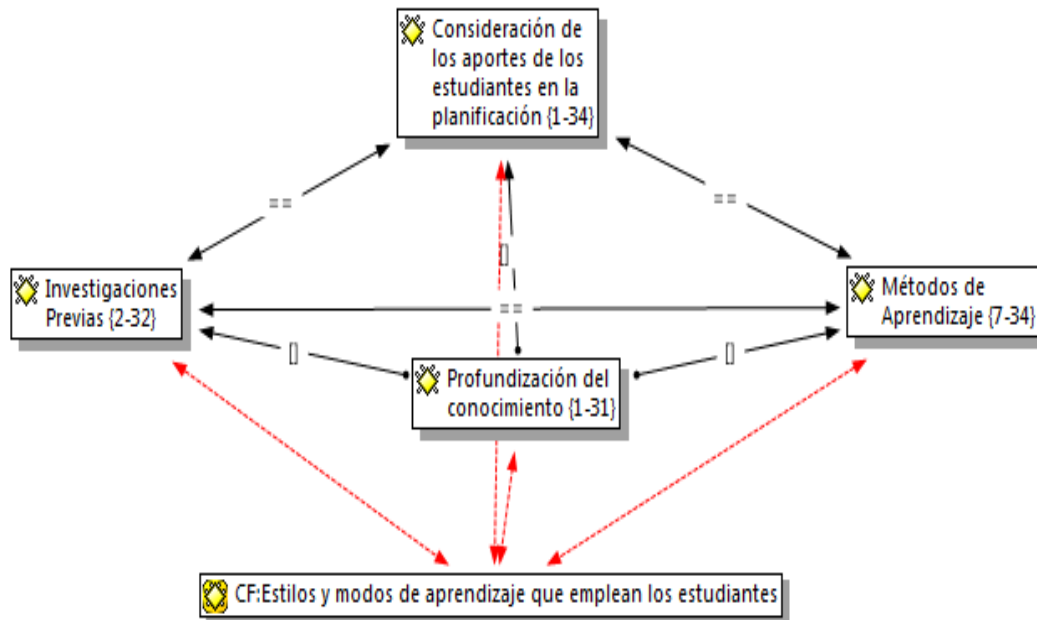 Consideración de
los aportes de los
estudiantes en la
planificación {1-34}
==
==
[]
Investigaciones
Previas {2-32}
==
Métodos de
Aprendizaje {7-34}
[]
[]
Profundización del
conocimiento {1-31}
CF:Estilos y modos de aprendizaje que emplean los estudiantes